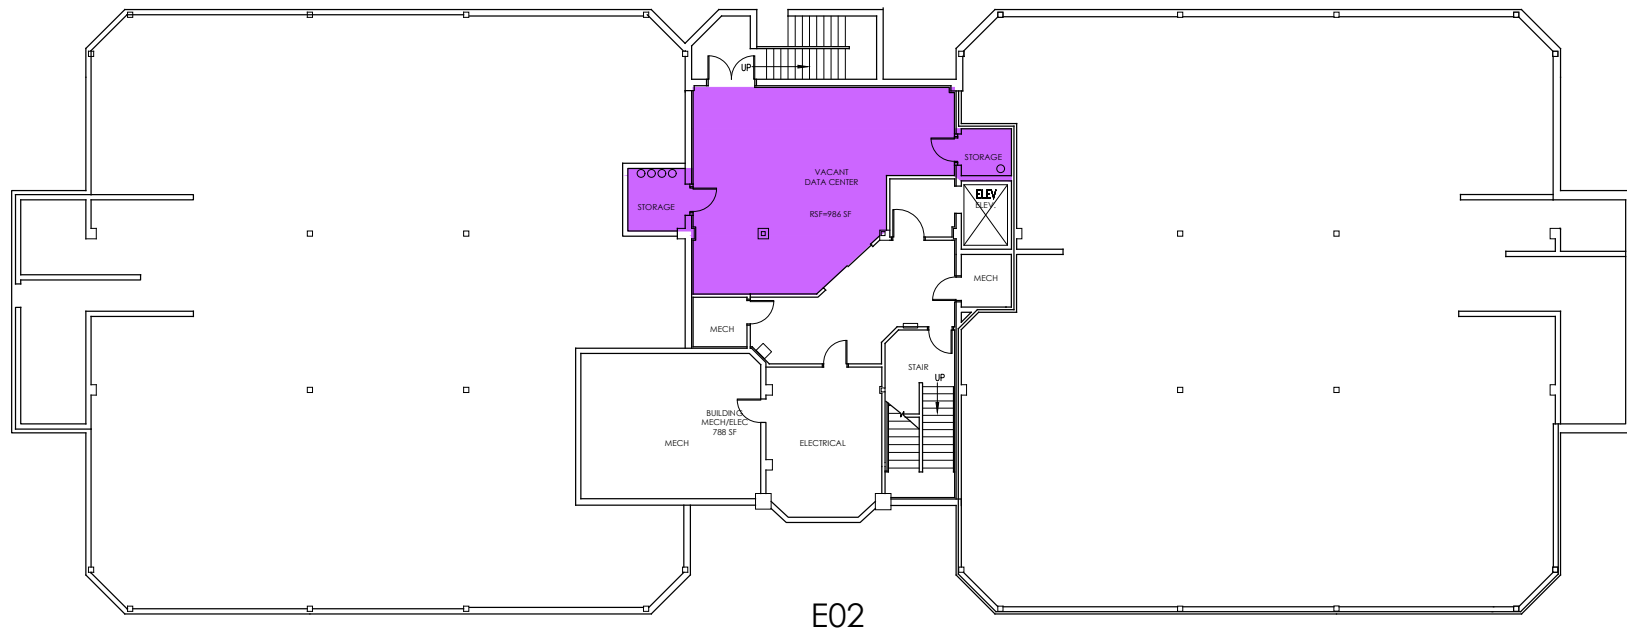 UP
VACANT
DATA CENTER
RSF=986 SF
STORAGE
STORAGE
ELEV
ELEV.
MECH
MECH
STAIR
UP
BUILDING
MECH/ELEC
788 SF
MECH
ELECTRICAL
E02